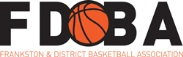 FDBA
FRANKSTON & DISTRICT BASKETBALL ASSOCIATION